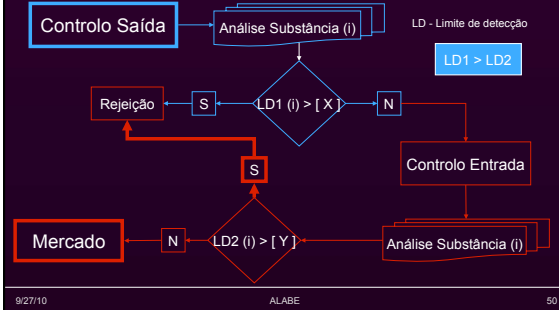 Controlo Saída
Análise Substância (i)
LD - Limite de detecção
LD1 > LD2
Rejeição
S
LD1 (i) > [ X ]
N
Controlo Entrada
S
Mercado
N
LD2 (i) > [ Y ]
Análise Substância (i)
9/27/10
ALABE
50